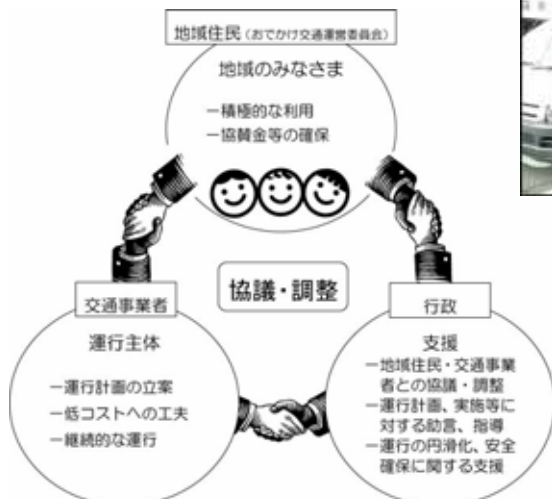 地域住民(おでかけ交通運営委員会)
地域のみなさま
ー積極的な利用
ー協賛金等の確保
協議・調整
交通事業者
運行主体
ー運行計画の立案
ー低コストへの工夫
ー継続的な運行
行政
支援
ー地域住民・交通事業
者との協議・調整
ー運行計画、実施等に
対する助言、指導
ー運行の円滑化、安全
確保に関する支援